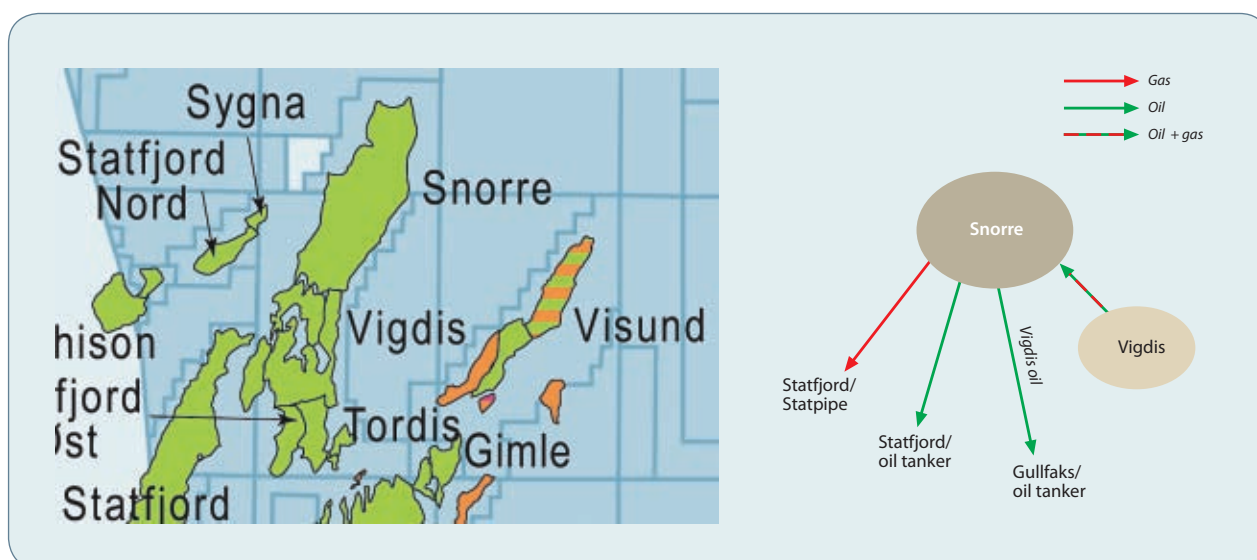 Sygna
Statfjord
Nord
Snorre
hison
Vigdis
Visund
fjord
Øst
Tordis
Gimle
Statfjord
Gas
Oil
Oil + gas
Snorre
Vigdis
Vigdis oil
Statfjord/
Statpipe
Statfjord/
oil tanker
Gullfaks/
oil tanker